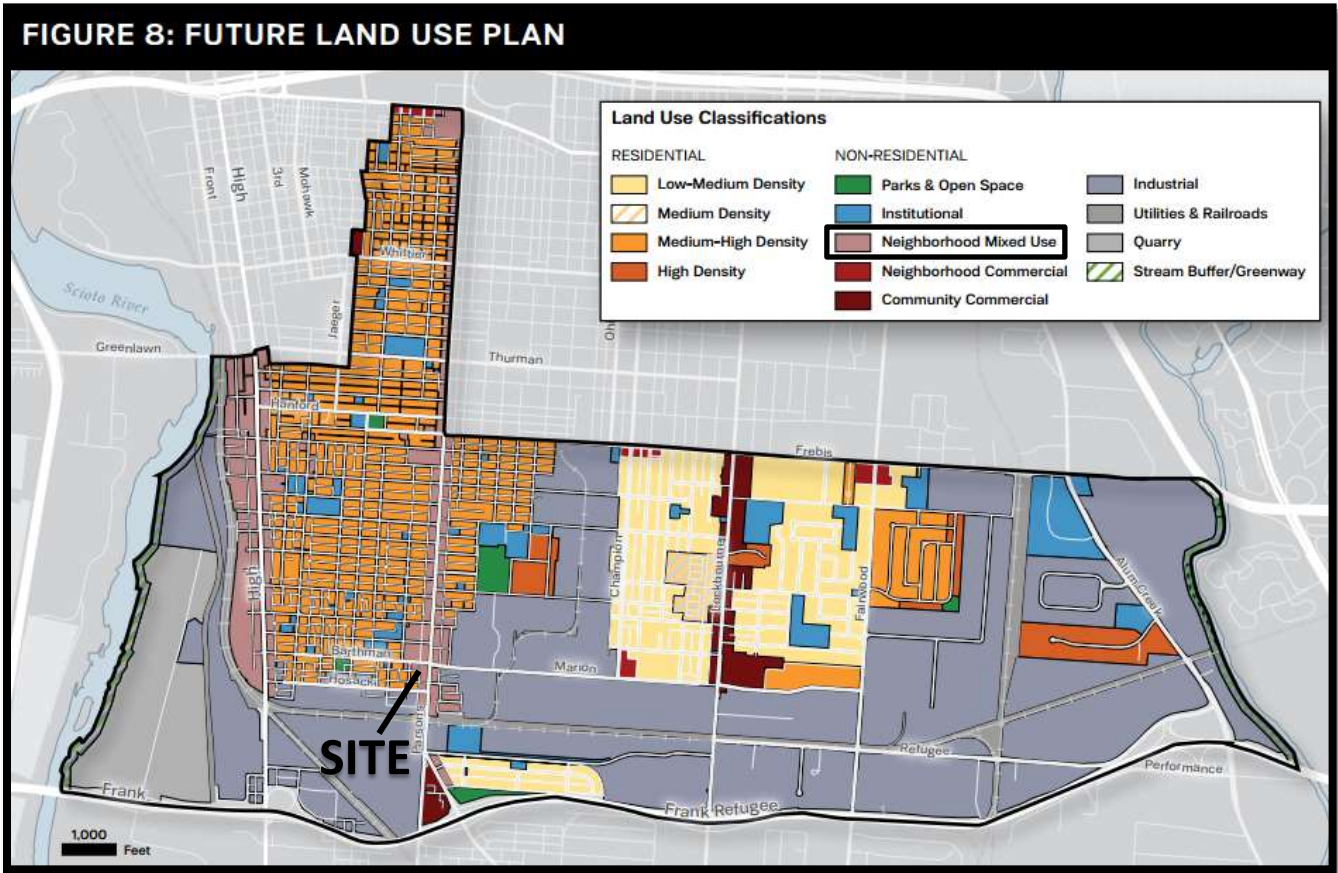 FIGURE 8: FUTURE LAND USE PLAN
Land Use Classifications
RESIDENTIAL
Low-Medium Density
Medium Density
Medium-High Density
High Density
NON-RESIDENTIAL
Parks & Open Space
Institutional
Neighborhood Mixed Use
Neighborhood Commercial
Community Commercial
Industrial
Utilities & Railroads
Quarry
Stream Buffer/Greenway
Front
High
3rd
Mohawk
Whittier
Scioto River
Jaeger
Greenlawn
Thurman
Oh
Hanford
Frebis
High
Champion
Lockbourne
Fairwood
Alum Creek
Barthman
Marion
Hosack
Parsons
SITE
Refugee
Performance
Frank
Frank Refugee
1,000
Feet